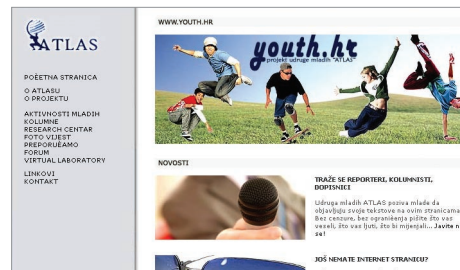 ATLAS
POÈETNA STRANICA
O ATLASU
O PROJEKTU
AKTIVNOSTI MLADIH
KOLUMNE
RESEARCH CENTAR
FOTO VIJEST
PREPORUÈAMO
FORUM
VIRTUAL LABORATORY
LINKOVI
KONTAKT
WWW.YOUTH.HR
youth.hr
projekt udruge mladih "ATLAS"
NOVOSTI
TRAŽE SE REPORTERI, KOLUMNISTI,
DOPISNICI
Udruga mladih ATLAS poziva mlade da
objavljuju svoje tekstove na ovim stranicama
Bez cenzure, bez ogranièenja pišite što vas
veseli, što vas ljuti, što bi mijenjali... Javite n
se!
JOŠ NEMATE INTERNET STRANICU?